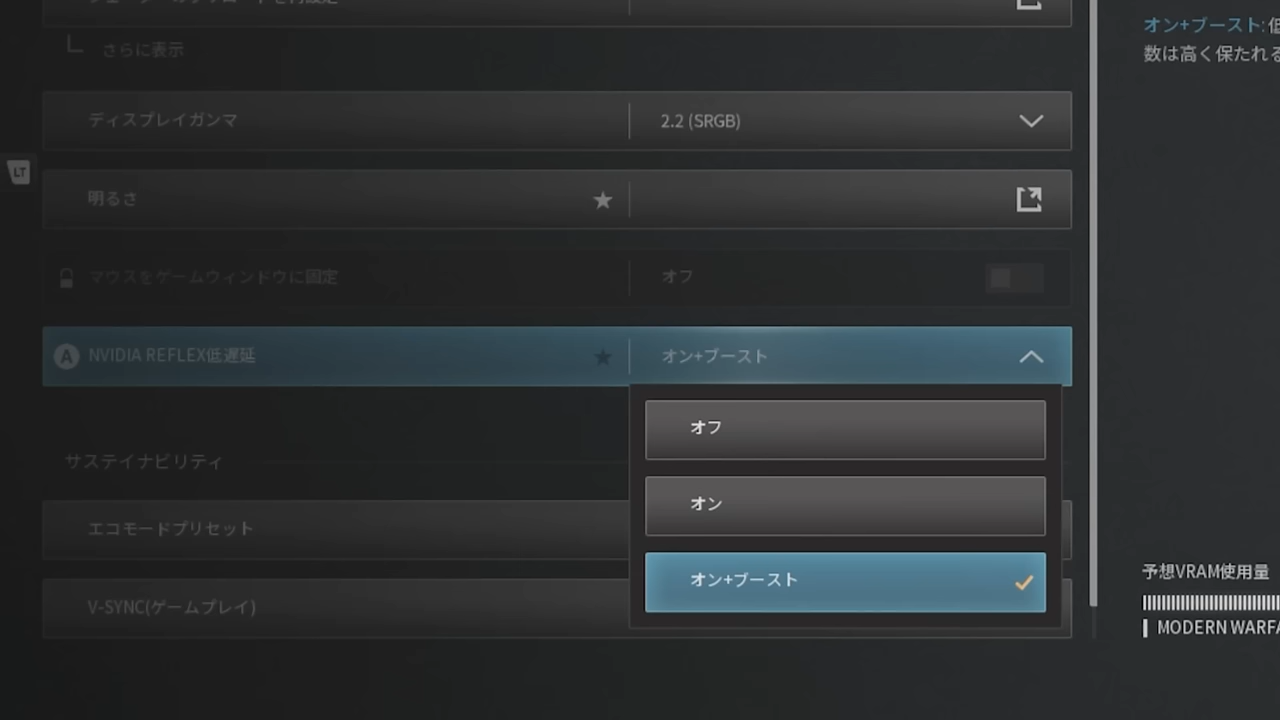 オン+ブースト:
数は高く保たれる
さらに表示
ディスプレイガンマ
2.2 (SRGB)
LT
明るさ
マウスをゲームウィンドウに固定
オフ
A
NVIDIA REFLEX低遅延
オン+ブースト
オフ
サステイナビリティ
オン
エコモードプリセット
オン+ブースト
V-SYNC(ゲームプレイ)
予想VRAM使用量
MODERN WARFA